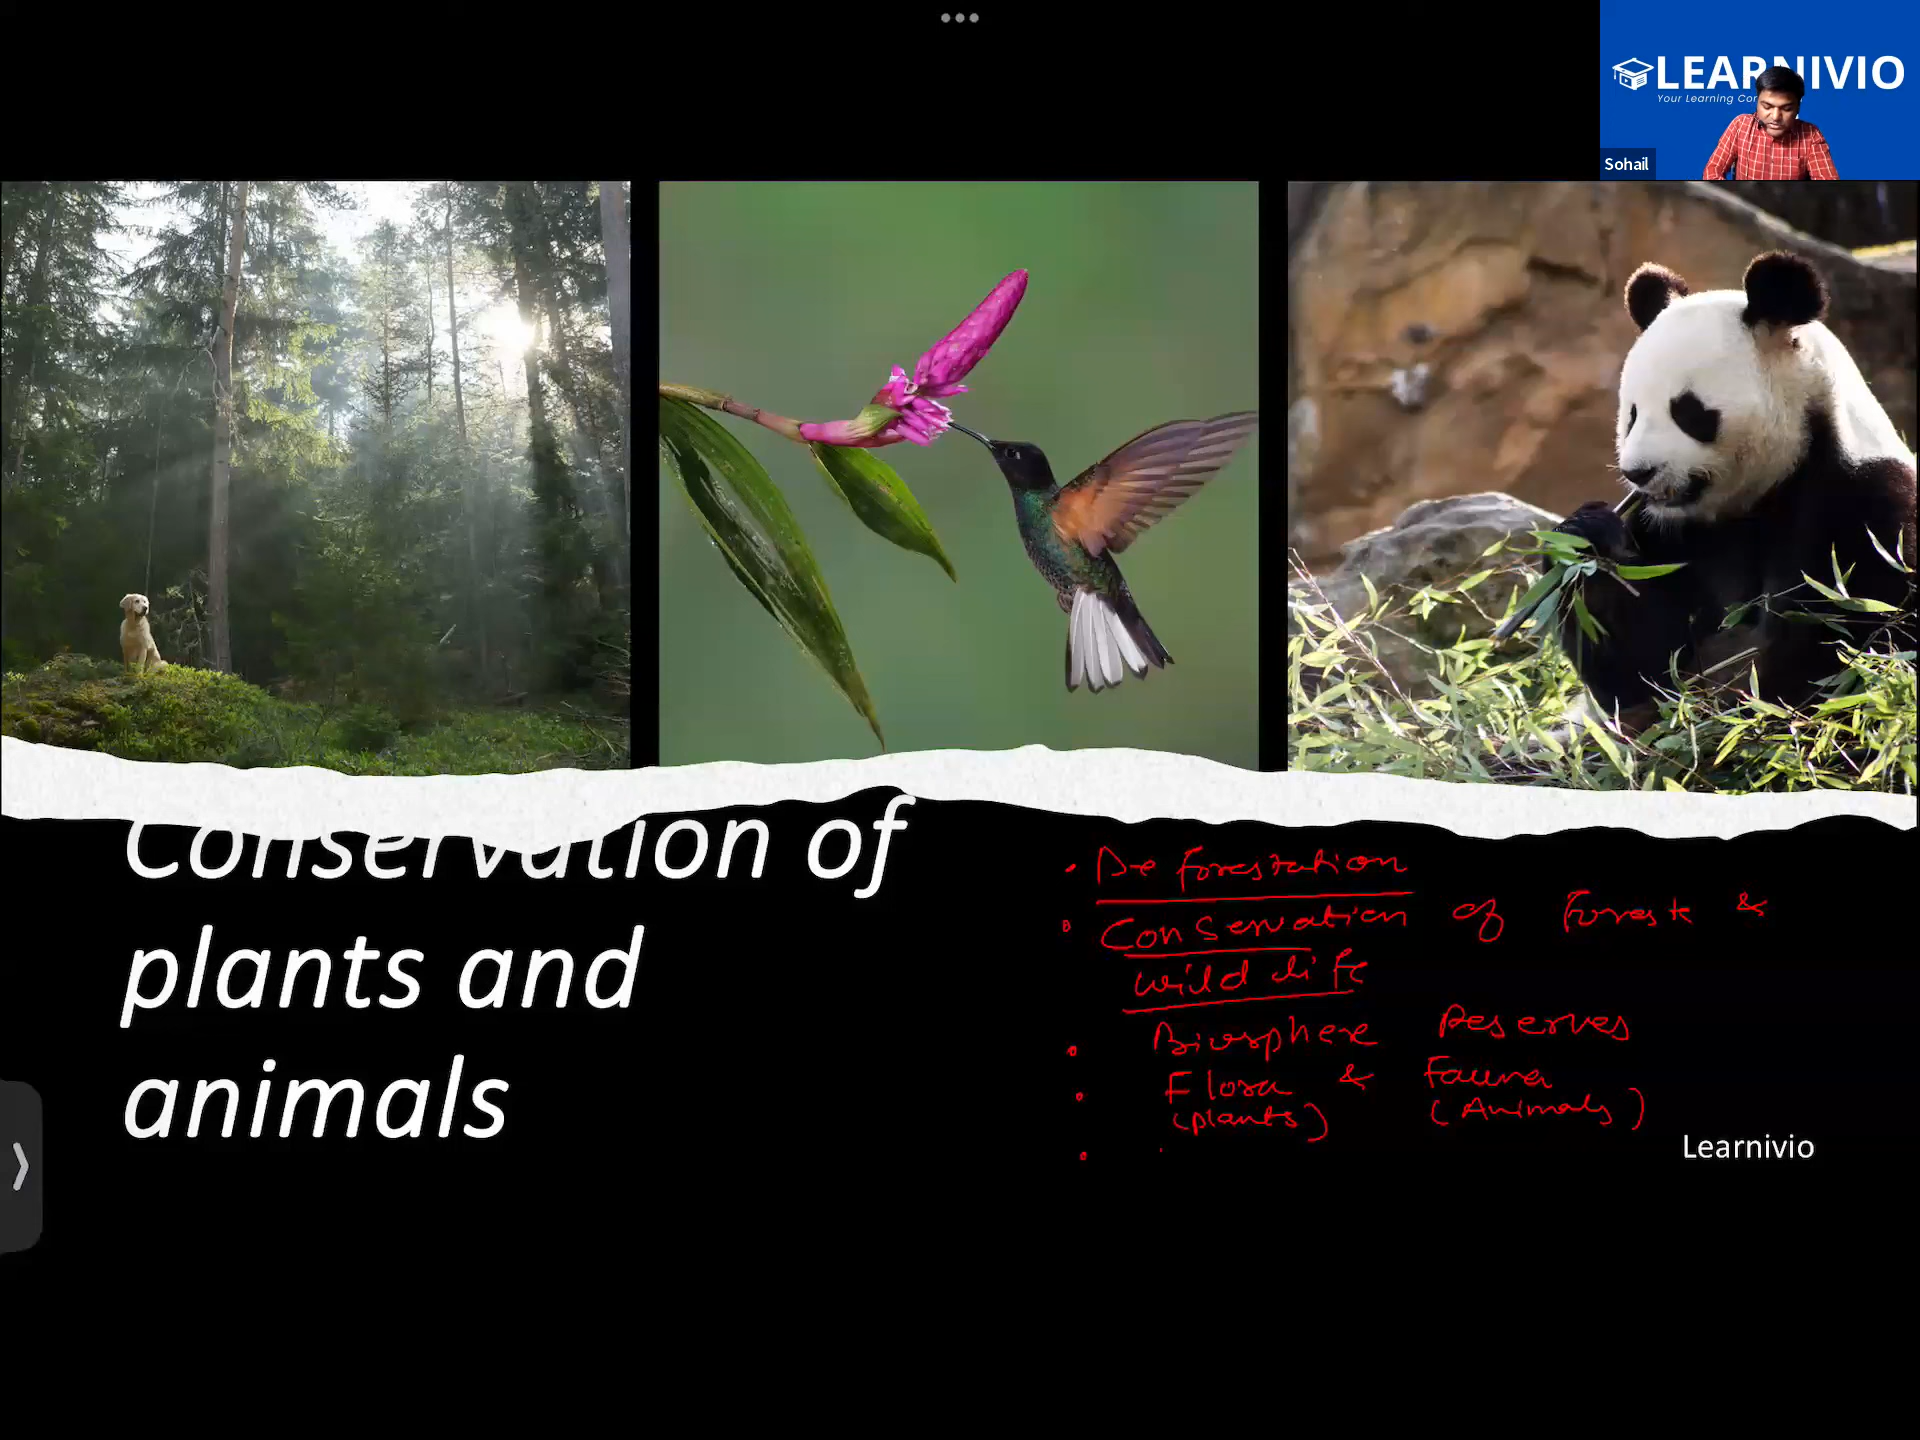 LEARNIVIO
Your Learning Co
Sohail
Conservation of
plants and
animals
• De forestation
• Conservation of Forest &
wild life
• Biosphere Reserves
• Flora & Fauna
(plants) (Animals)
•
Learnivio